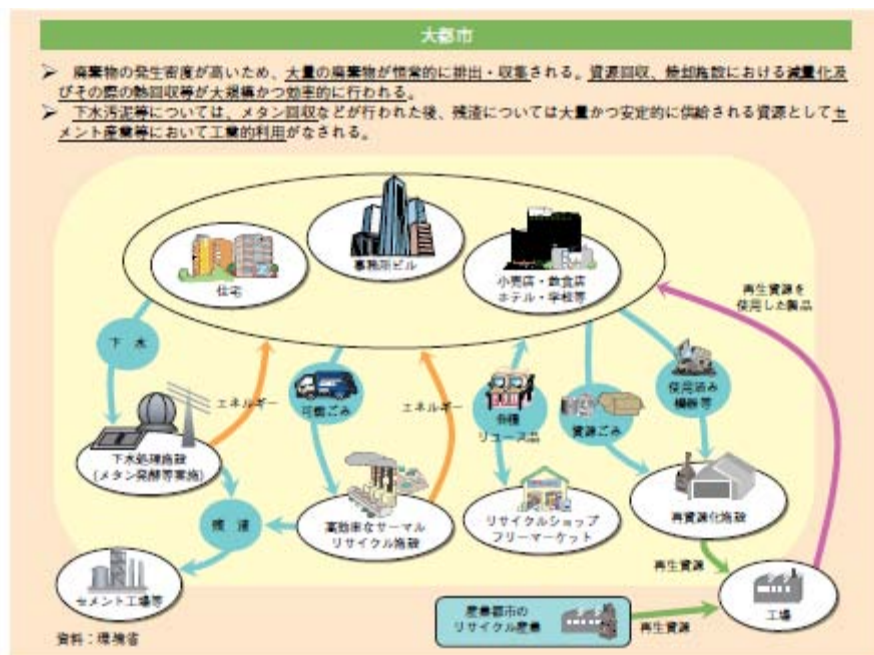 大都市
➢ 廃棄物の発生密度が高いため、大量の廃棄物が恒常的に排出・収集される。資源回収、焼却施設における減量化及
びその際の熱回収等が大規模かつ効率的に行われる。
➢ 下水汚泥等については、メタン回収などが行われた後、残渣については大量かつ安定的に供給される資源としてセ
メント産業等において工業的利用がなされる。
住宅
事務所ビル
小売店・飲食店
ホテル・学校等
再生資源を
使用した製品
下水
エネルギー
可燃ごみ
エネルギー
各種
リユース品
資源ごみ
使用済み
機器等
下水処理施設
(メタン発酵等実施)
残渣
高効率なサーマル
リサイクル施設
リサイクルショップ
フリーマーケット
再資源化施設
セメント工場等
再生資源
工場
産業都市の
リサイクル産業
再生資源
資料：環境省